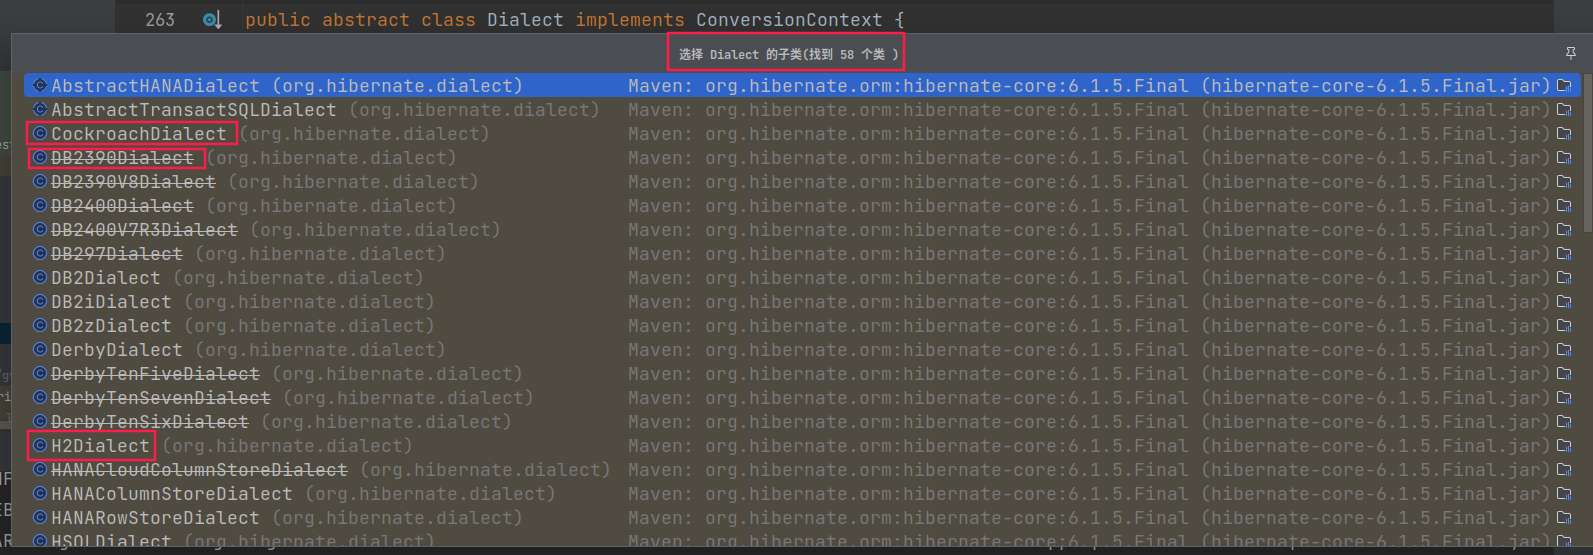 263 public abstract class Dialect implements ConversionContext {
选择 Dialect 的子类(找到 58 个类 )
AbstractHANADialect (org.hibernate.dialect) Maven: org.hibernate.orm:hibernate-core:6.1.5.Final (hibernate-core-6.1.5.Final.jar)
AbstractTransactSQLDialect (org.hibernate.dialect) Maven: org.hibernate.orm:hibernate-core:6.1.5.Final (hibernate-core-6.1.5.Final.jar)
CockroachDialect (org.hibernate.dialect) Maven: org.hibernate.orm:hibernate-core:6.1.5.Final (hibernate-core-6.1.5.Final.jar)
DB2390Dialect (org.hibernate.dialect) Maven: org.hibernate.orm:hibernate-core:6.1.5.Final (hibernate-core-6.1.5.Final.jar)
DB2390V8Dialect (org.hibernate.dialect) Maven: org.hibernate.orm:hibernate-core:6.1.5.Final (hibernate-core-6.1.5.Final.jar)
DB2400Dialect (org.hibernate.dialect) Maven: org.hibernate.orm:hibernate-core:6.1.5.Final (hibernate-core-6.1.5.Final.jar)
DB2400V7R3Dialect (org.hibernate.dialect) Maven: org.hibernate.orm:hibernate-core:6.1.5.Final (hibernate-core-6.1.5.Final.jar)
DB297Dialect (org.hibernate.dialect) Maven: org.hibernate.orm:hibernate-core:6.1.5.Final (hibernate-core-6.1.5.Final.jar)
DB2Dialect (org.hibernate.dialect) Maven: org.hibernate.orm:hibernate-core:6.1.5.Final (hibernate-core-6.1.5.Final.jar)
DB2iDialect (org.hibernate.dialect) Maven: org.hibernate.orm:hibernate-core:6.1.5.Final (hibernate-core-6.1.5.Final.jar)
DB2zDialect (org.hibernate.dialect) Maven: org.hibernate.orm:hibernate-core:6.1.5.Final (hibernate-core-6.1.5.Final.jar)
DerbyDialect (org.hibernate.dialect) Maven: org.hibernate.orm:hibernate-core:6.1.5.Final (hibernate-core-6.1.5.Final.jar)
DerbyTenFiveDialect (org.hibernate.dialect) Maven: org.hibernate.orm:hibernate-core:6.1.5.Final (hibernate-core-6.1.5.Final.jar)
DerbyTenSevenDialect (org.hibernate.dialect) Maven: org.hibernate.orm:hibernate-core:6.1.5.Final (hibernate-core-6.1.5.Final.jar)
DerbyTenSixDialect (org.hibernate.dialect) Maven: org.hibernate.orm:hibernate-core:6.1.5.Final (hibernate-core-6.1.5.Final.jar)
H2Dialect (org.hibernate.dialect) Maven: org.hibernate.orm:hibernate-core:6.1.5.Final (hibernate-core-6.1.5.Final.jar)
HANACloudColumnStoreDialect (org.hibernate.dialect) Maven: org.hibernate.orm:hibernate-core:6.1.5.Final (hibernate-core-6.1.5.Final.jar)
HANAColumnStoreDialect (org.hibernate.dialect) Maven: org.hibernate.orm:hibernate-core:6.1.5.Final (hibernate-core-6.1.5.Final.jar)
HANARowStoreDialect (org.hibernate.dialect) Maven: org.hibernate.orm:hibernate-core:6.1.5.Final (hibernate-core-6.1.5.Final.jar)
HSQLDialect (org.hibernate.dialect) Maven: org.hibernate.orm:hibernate-core:6.1.5.Final (hibernate-core-6.1.5.Final.jar)